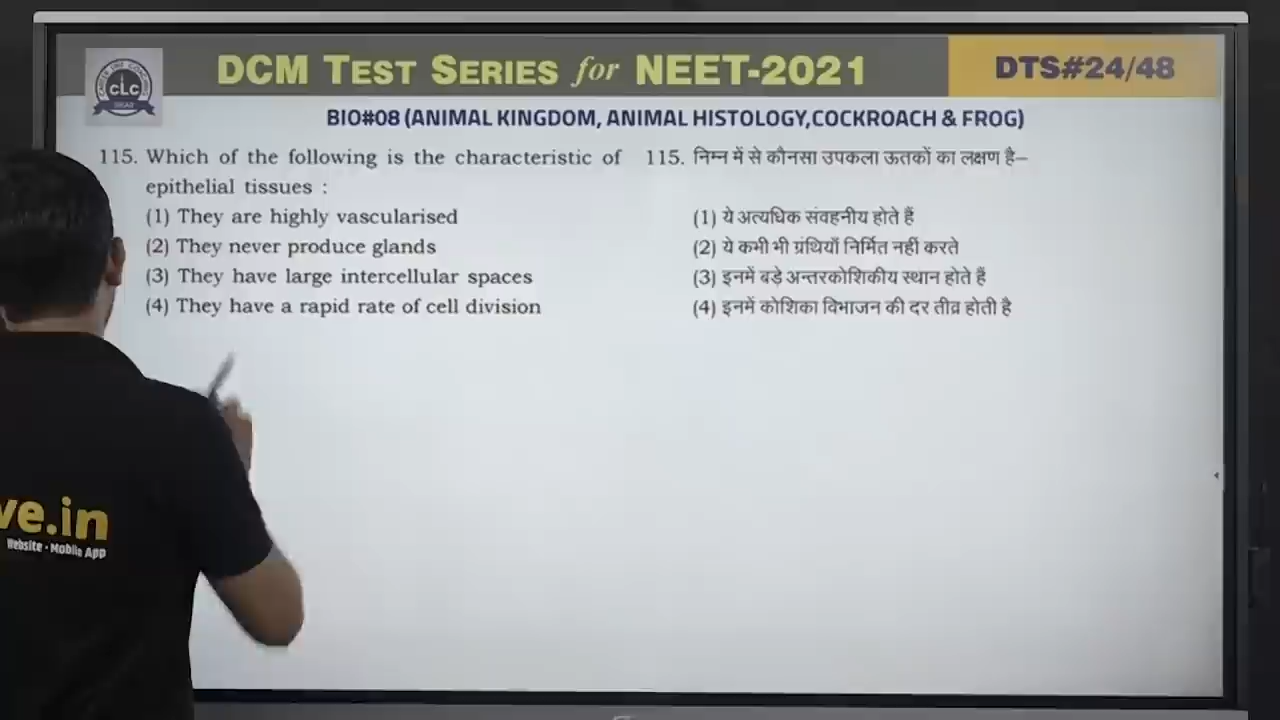 DCM TEST SERIES for NEET-2021
DTS#24/48
CLC
BIO#08 (ANIMAL KINGDOM, ANIMAL HISTOLOGY,COCKROACH & FROG)
115. Which of the following is the characteristic of
epithelial tissues :
(1) They are highly vascularised
(2) They never produce glands
(3) They have large intercellular spaces
(4) They have a rapid rate of cell division
115. निम्न में से कौनसा उपकला ऊतकों का लक्षण है–
(1) ये अत्यधिक संवहनीय होते हैं
(2) ये कभी भी ग्रंथियाँ निर्मित नहीं करते
(3) इनमें बड़े अन्तरकोशिकीय स्थान होते हैं
(4) इनमें कोशिका विभाजन की दर तीव्र होती है
ve.in
Website · Mobile App